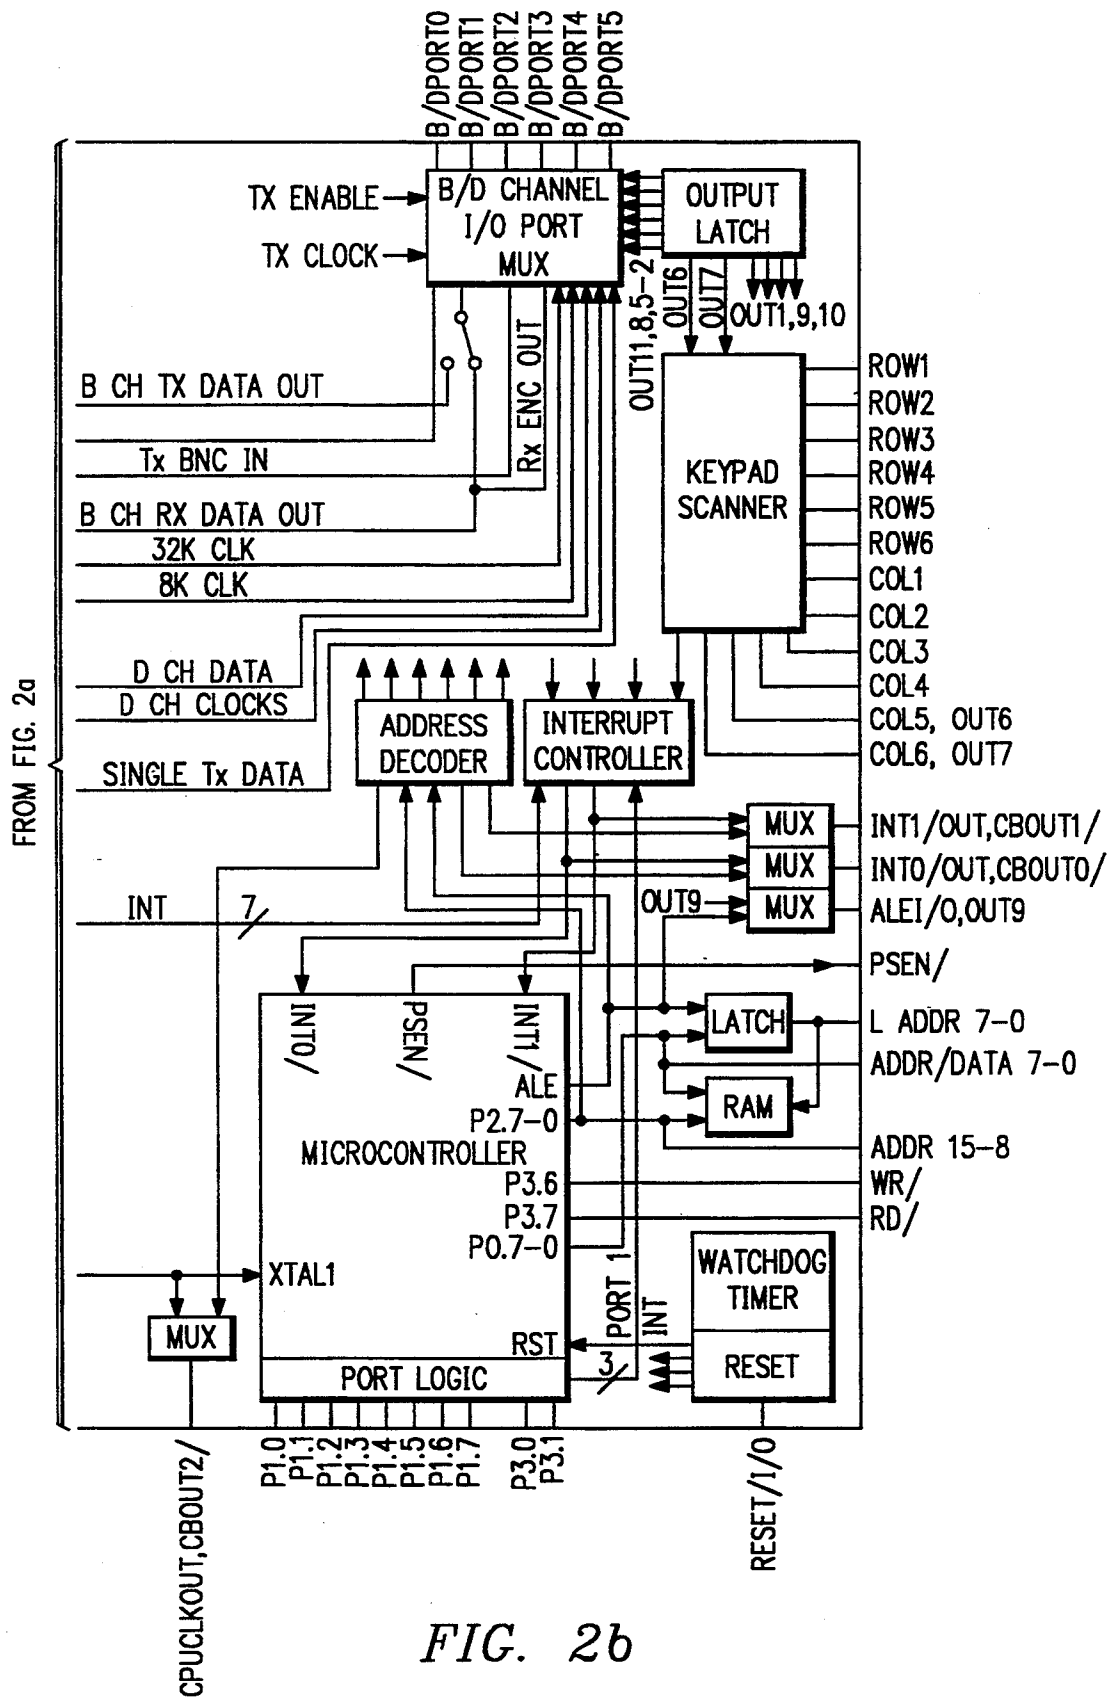 B/DPORT0
B/DPORT1
B/DPORT2
B/DPORT3
B/DPORT4
B/DPORT5
TX ENABLE
TX CLOCK
B/D CHANNEL
I/O PORT
MUX
OUTPUT
LATCH
OUT11,8,5-2
OUT6
OUT7
OUT1,9,10
B CH TX DATA OUT
Tx BNC IN
Rx ENC OUT
B CH RX DATA OUT
32K CLK
8K CLK
D CH DATA
D CH CLOCKS
SINGLE Tx DATA
FROM FIG. 2a
KEYPAD
SCANNER
ROW1
ROW2
ROW3
ROW4
ROW5
ROW6
COL1
COL2
COL3
COL4
COL5, OUT6
COL6, OUT7
ADDRESS
DECODER
INTERRUPT
CONTROLLER
MUX
INT1/OUT,CBOUT1/
MUX
INT0/OUT,CBOUT0/
OUT9
MUX
ALEI/O,OUT9
INT
7
PSEN/
INT0/
PSEN/
INT1/
LATCH
L ADDR 7-0
ADDR/DATA 7-0
ALE
RAM
P2.7-0
MICROCONTROLLER
ADDR 15-8
P3.6
WR/
P3.7
RD/
P0.7-0
XTAL1
PORT 1
INT
WATCHDOG
TIMER
MUX
RST
RESET
3
PORT LOGIC
P1.0
P1.1
P1.2
P1.3
P1.4
P1.5
P1.6
P1.7
P3.0
P3.1
RESET/I/O
CPUCLKOUT,CBOUT2/
FIG. 2b